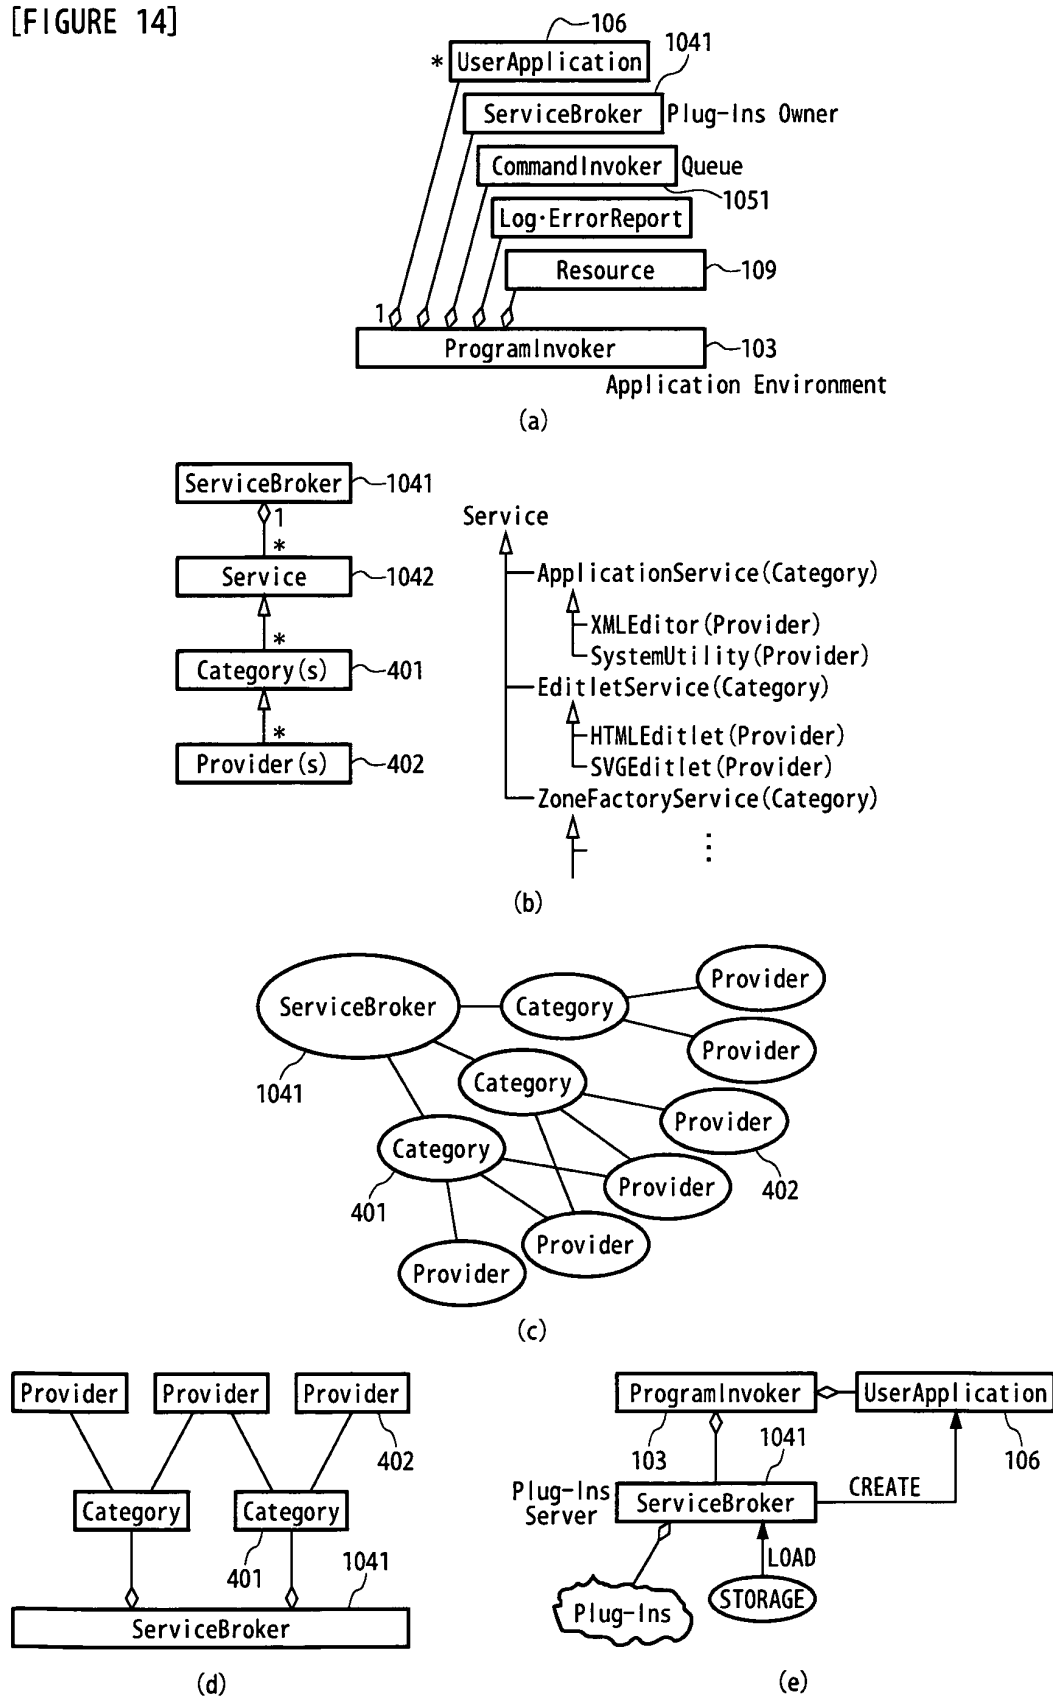 [FIGURE 14]
106
* UserApplication
1041
ServiceBroker Plug-Ins Owner
CommandInvoker Queue
1051
Log·ErrorReport
Resource 109
1
ProgramInvoker 103
Application Environment
(a)
ServiceBroker 1041
1
*
Service 1042
*
Category(s) 401
*
Provider(s) 402
Service
ApplicationService(Category)
XMLEditor(Provider)
SystemUtility(Provider)
EditletService(Category)
HTMLEditlet(Provider)
SVGEditlet(Provider)
ZoneFactoryService(Category)
⋮
(b)
Provider
ServiceBroker Category
Provider
1041
Category
Provider
402
Category
401
Provider
Provider
Provider
(c)
Provider Provider Provider
402
Category Category
401
1041
ServiceBroker
(d)
ProgramInvoker UserApplication
103
1041
106
Plug-Ins
Server
ServiceBroker
CREATE
LOAD
Plug-Ins
STORAGE
(e)